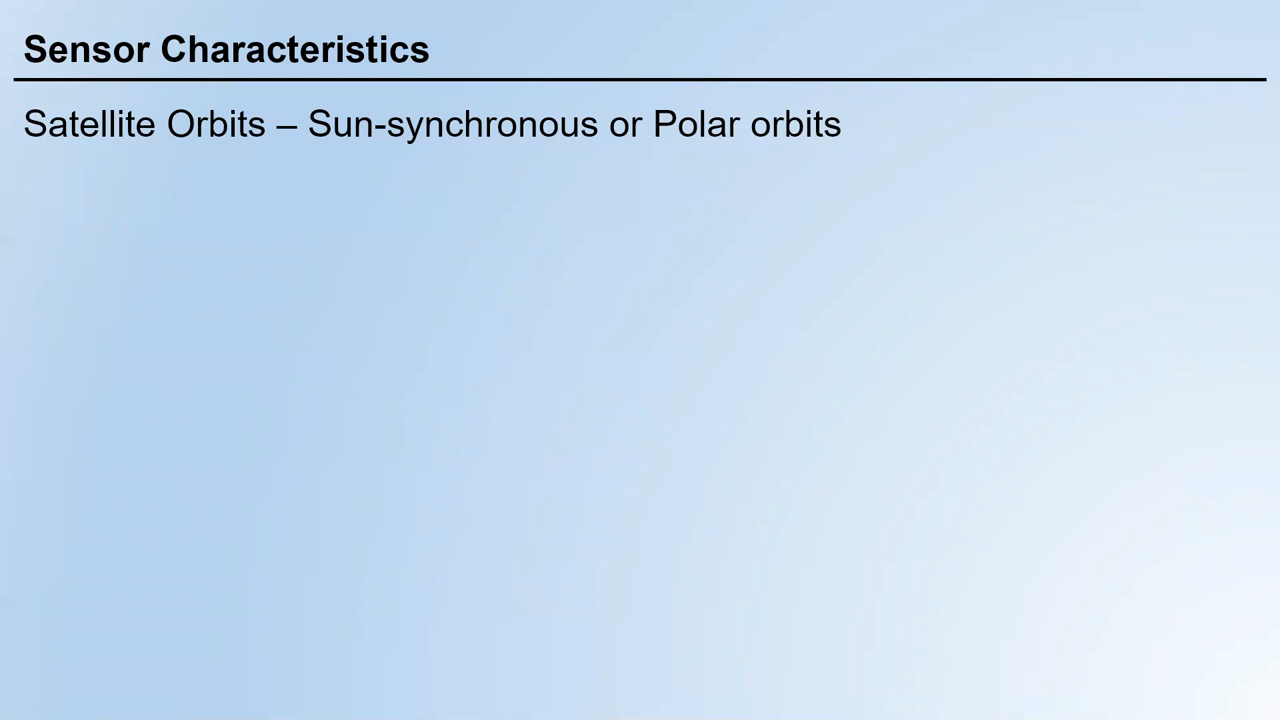 Sensor Characteristics
Satellite Orbits – Sun-synchronous or Polar orbits